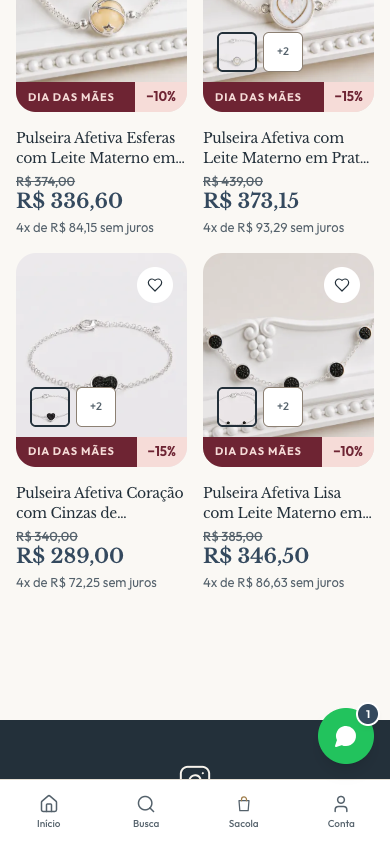 +2
DIA DAS MÃES
-10%
DIA DAS MÃES
-15%
Pulseira Afetiva Esferas
com Leite Materno em...
R$ 374,00
R$ 336,60
4x de R$ 84,15 sem juros
Pulseira Afetiva com
Leite Materno em Prat...
R$ 439,00
R$ 373,15
4x de R$ 93,29 sem juros
+2
DIA DAS MÃES
-15%
+2
DIA DAS MÃES
-10%
Pulseira Afetiva Coração
com Cinzas de...
R$ 340,00
R$ 289,00
4x de R$ 72,25 sem juros
Pulseira Afetiva Lisa
com Leite Materno em...
R$ 385,00
R$ 346,50
4x de R$ 86,63 sem juros
1
Início
Busca
Sacola
Conta